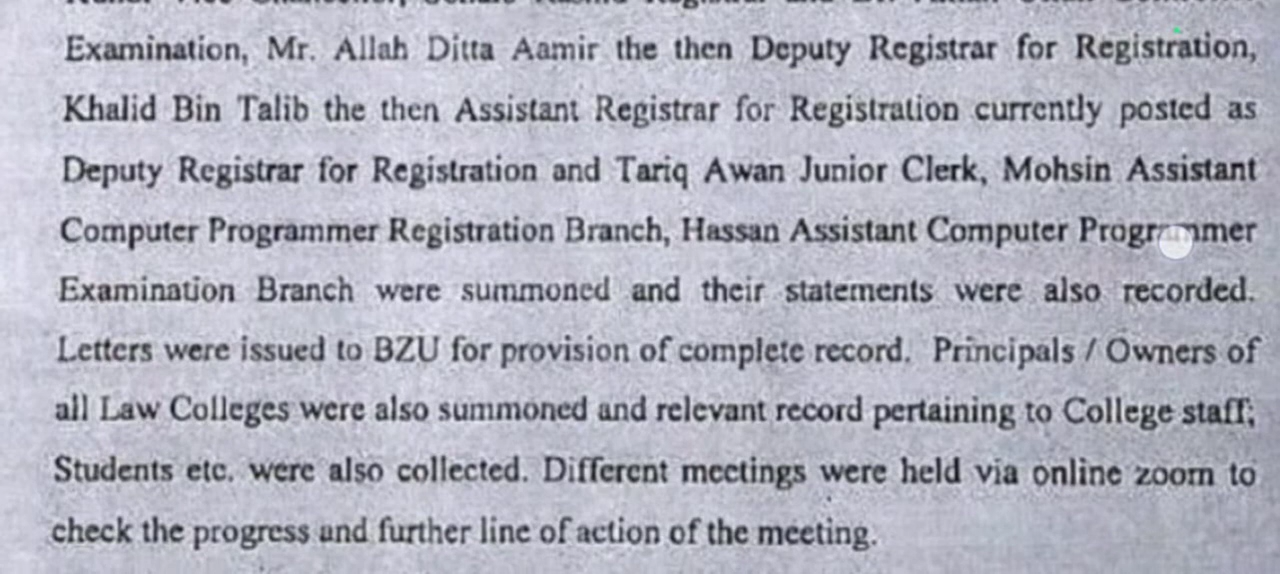 Examination, Mr. Allah Ditta Aamir the then Deputy Registrar for Registration,
Khalid Bin Talib the then Assistant Registrar for Registration currently posted as
Deputy Registrar for Registration and Tariq Awan Junior Clerk, Mohsin Assistant
Computer Programmer Registration Branch, Hassan Assistant Computer Programmer
Examination Branch were summoned and their statements were also recorded.
Letters were issued to BZU for provision of complete record. Principals / Owners of
all Law Colleges were also summoned and relevant record pertaining to College staff;
Students etc. were also collected. Different meetings were held via online zoom to
check the progress and further line of action of the meeting.